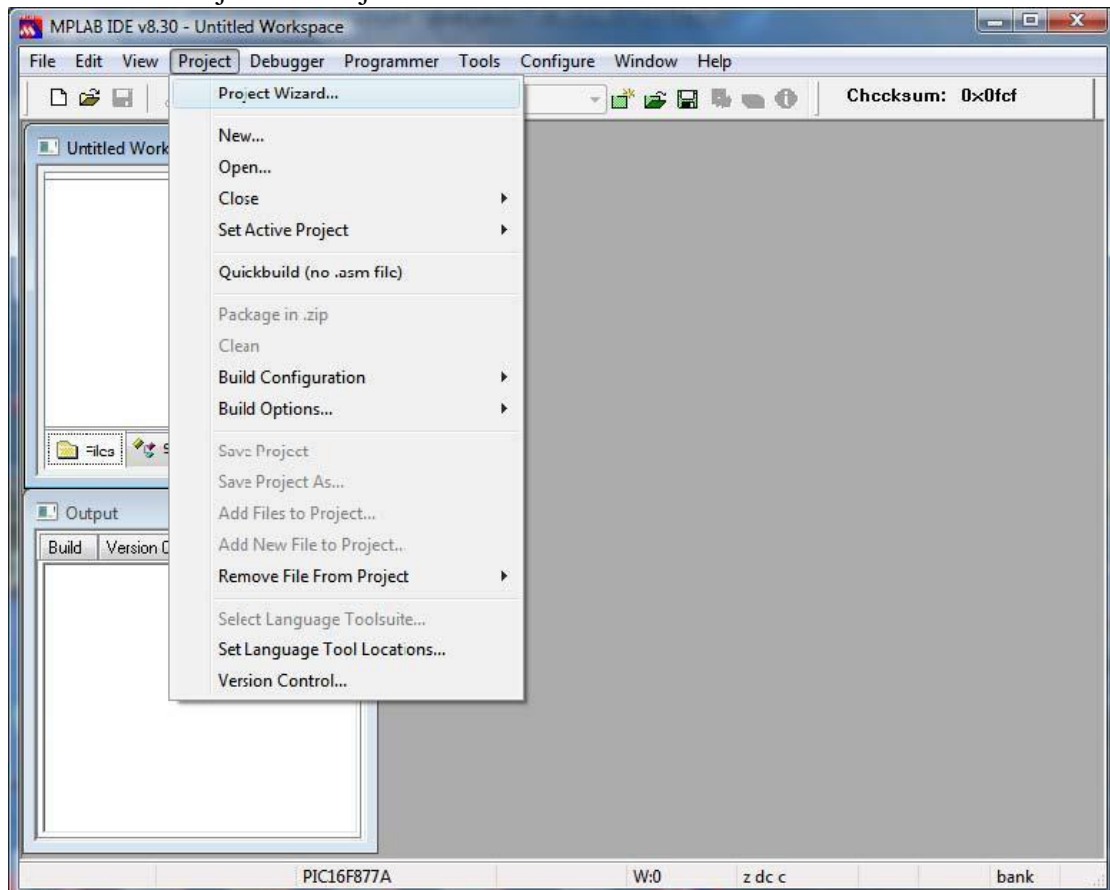 MPLAB IDE v8.30 - Untitled Workspace
File Edit View Project Debugger Programmer Tools Configure Window Help
Checksum: 0x0fcf
Project Wizard...
New...
Open...
Close
Set Active Project
Quickbuild (no .asm file)
Package in .zip
Clean
Build Configuration
Build Options...
Save Project
Save Project As...
Add Files to Project...
Add New File to Project...
Remove File From Project
Select Language Toolsuite...
Set Language Tool Locations...
Version Control...
Untitled Work
Files
Output
Build Version C
PIC16F877A W:0 z dc c bank